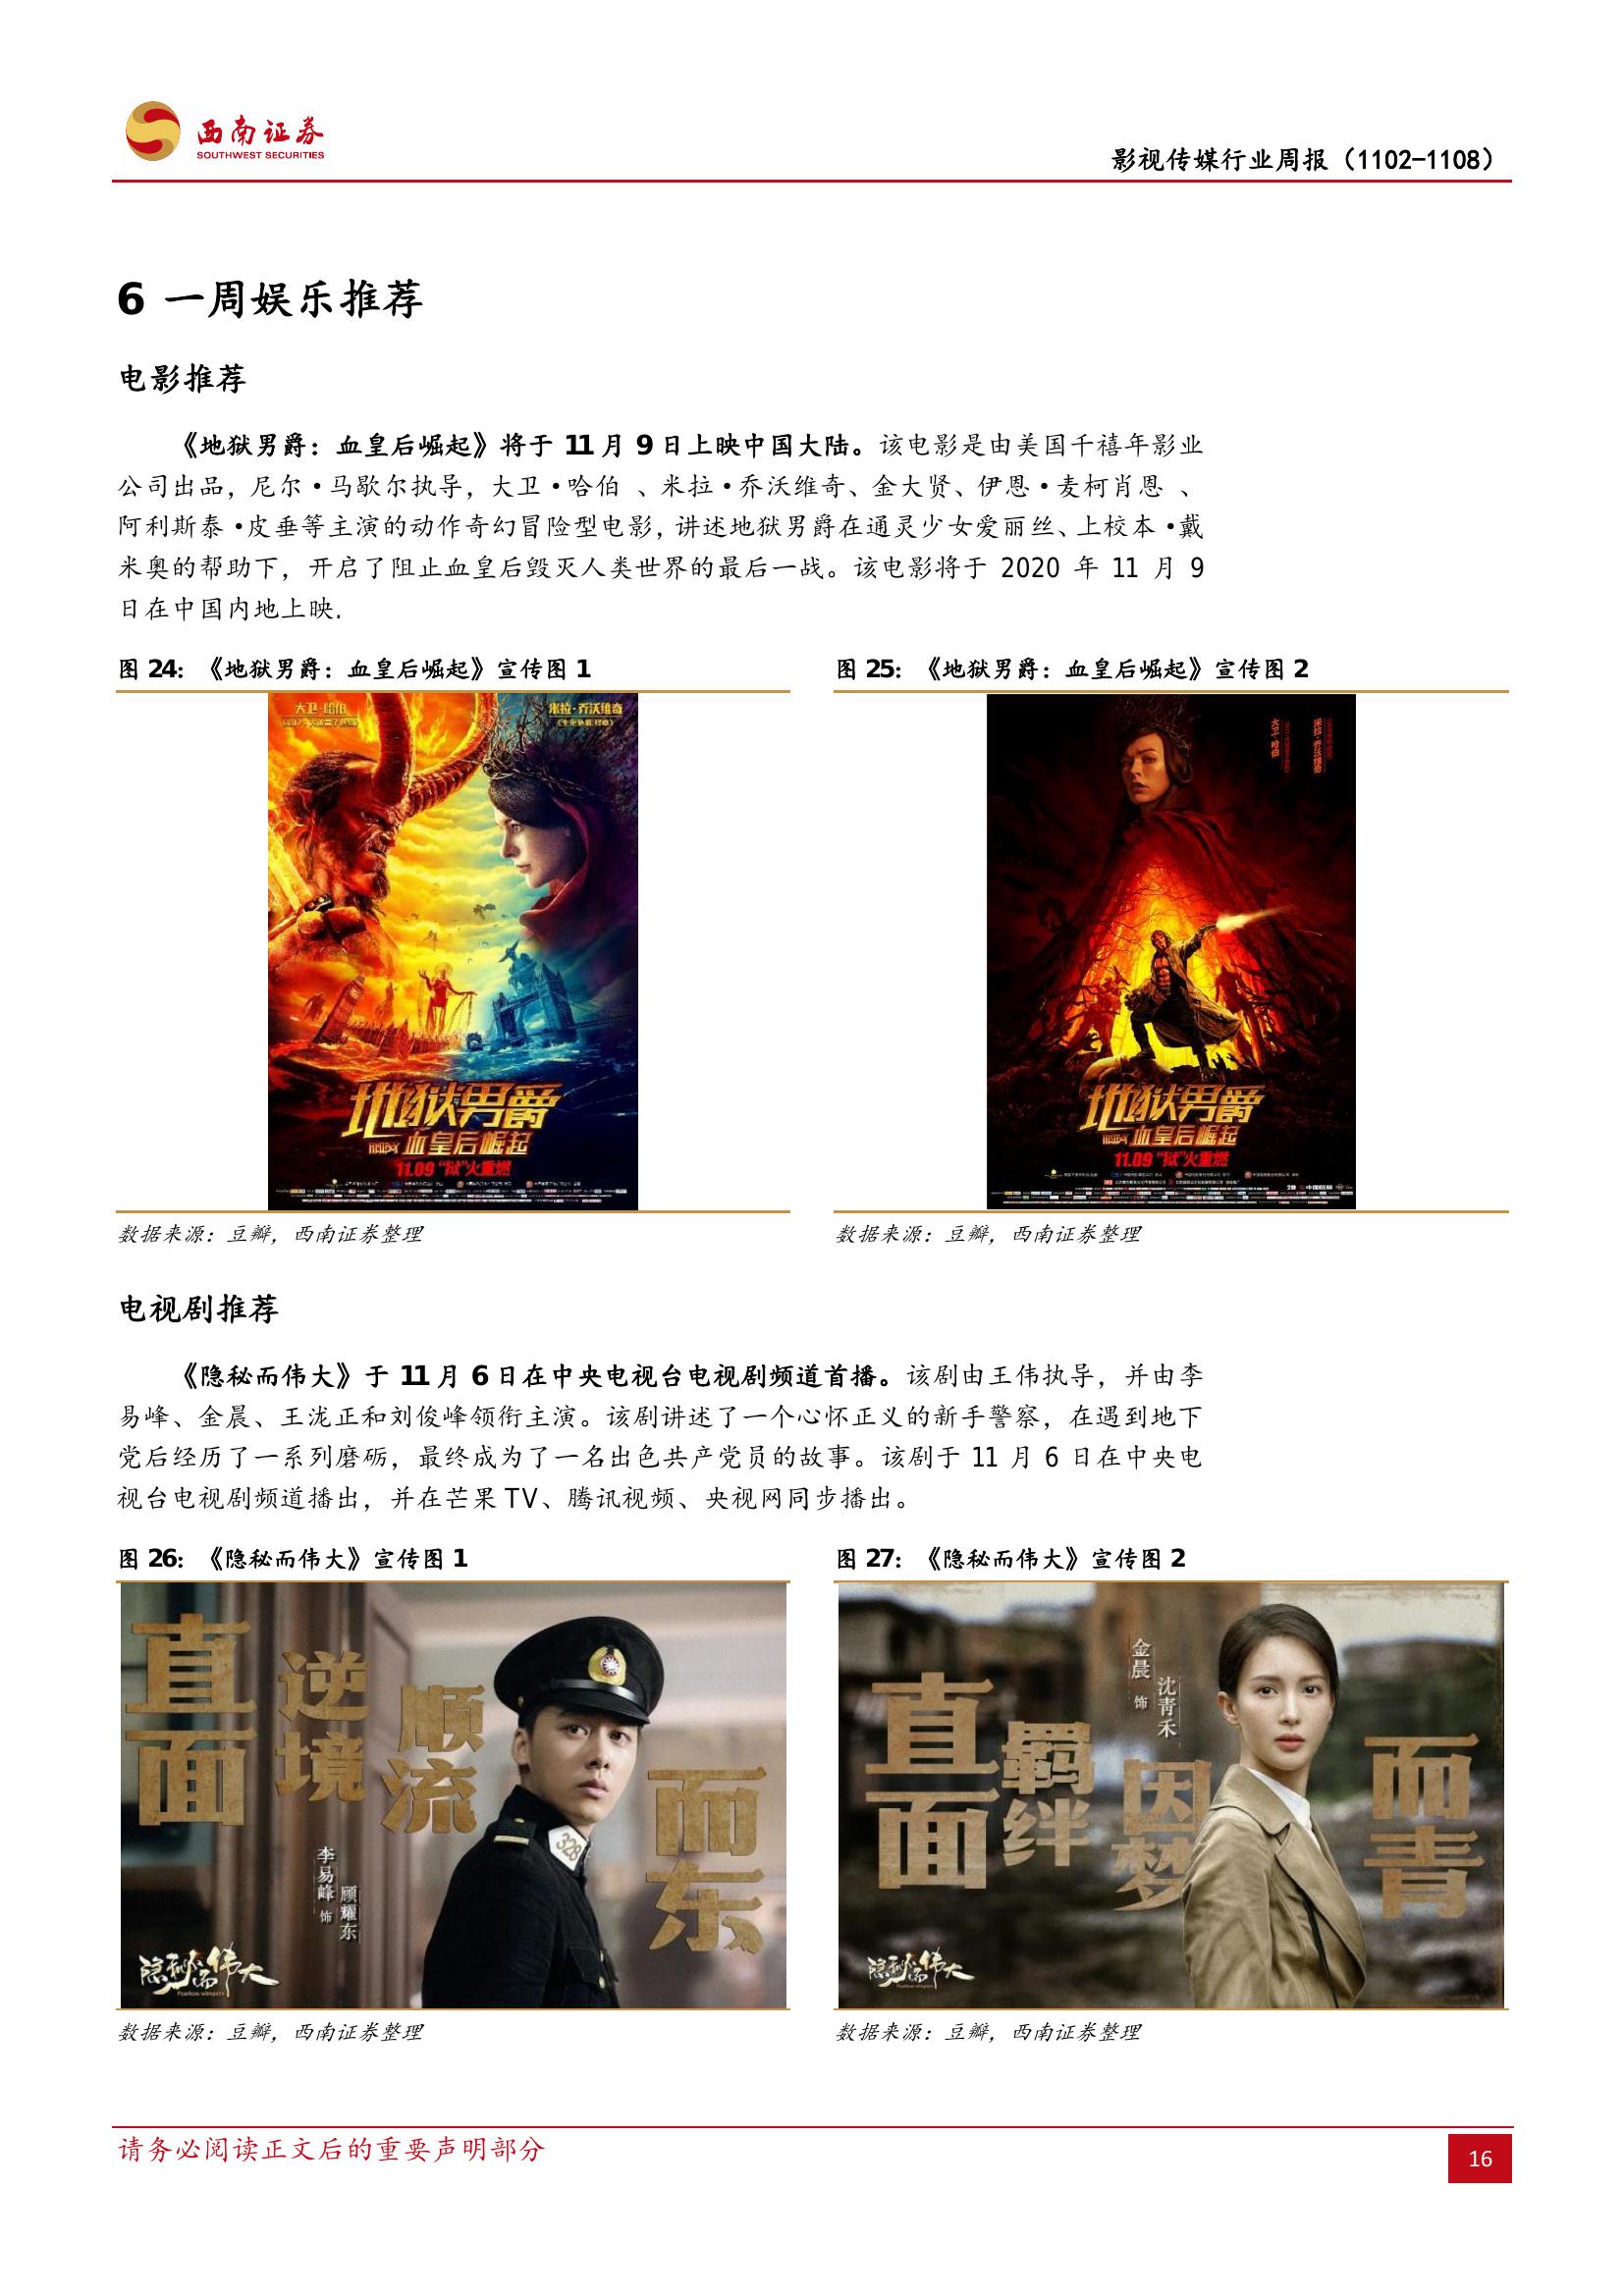 西南证券
SOUTHWEST SECURITIES
影视传媒行业周报（1102-1108）
6 一周娱乐推荐
电影推荐
《地狱男爵：血皇后崛起》将于 11 月 9 日上映中国大陆。该电影是由美国千禧年影业
公司出品，尼尔·马歇尔执导，大卫·哈伯 、米拉·乔沃维奇、金大贤、伊恩·麦柯肖恩 、
阿利斯泰·皮垂等主演的动作奇幻冒险型电影，讲述地狱男爵在通灵少女爱丽丝、上校本·戴
米奥的帮助下，开启了阻止血皇后毁灭人类世界的最后一战。该电影将于 2020 年 11 月 9
日在中国内地上映.
图 24：《地狱男爵：血皇后崛起》宣传图 1
图 25：《地狱男爵：血皇后崛起》宣传图 2
大卫·哈伯
米拉·乔沃维奇
地狱男爵
血皇后崛起
11.09 “狱”火重燃
大卫·哈伯
米拉·乔沃维奇
地狱男爵
血皇后崛起
11.09 “狱”火重燃
数据来源：豆瓣，西南证券整理
数据来源：豆瓣，西南证券整理
电视剧推荐
《隐秘而伟大》于 11 月 6 日在中央电视台电视剧频道首播。该剧由王伟执导，并由李
易峰、金晨、王泷正和刘俊峰领衔主演。该剧讲述了一个心怀正义的新手警察，在遇到地下
党后经历了一系列磨砺，最终成为了一名出色共产党员的故事。该剧于 11 月 6 日在中央电
视台电视剧频道播出，并在芒果 TV、腾讯视频、央视网同步播出。
图 26：《隐秘而伟大》宣传图 1
图 27：《隐秘而伟大》宣传图 2
直面
逆境
顺流
而东
李易峰 饰
顾耀东
328
隐秘而伟大
直面
羁绊
因梦
而青
金晨 饰
沈青禾
隐秘而伟大
数据来源：豆瓣，西南证券整理
数据来源：豆瓣，西南证券整理
请务必阅读正文后的重要声明部分
16